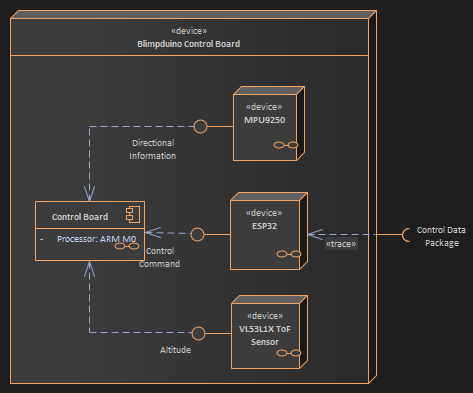 «device»
Blimpduino Control Board
«device»
MPU9250
Directional
Information
Control Board
- Processor: ARM M0
«device»
ESP32
Control
Command
«trace»
Control Data
Package
«device»
VL53L1X ToF
Sensor
Altitude